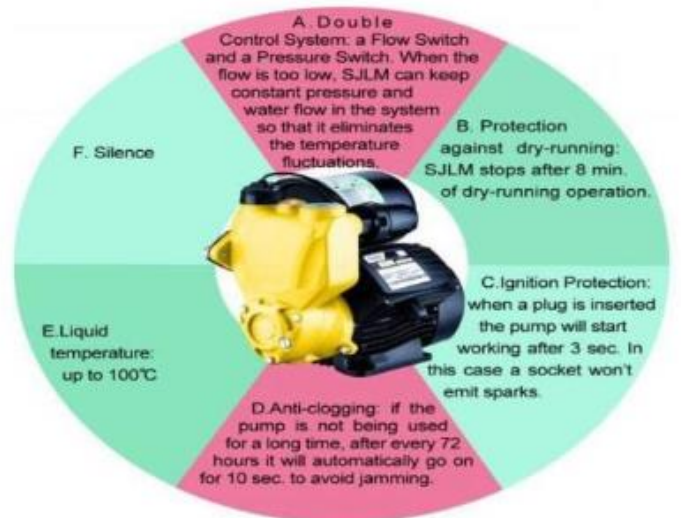 A.Double
Control System: a Flow Switch
and a Pressure Switch. When the
flow is too low, SJLM can keep
constant pressure and
water flow in the system
so that it eliminates
the temperature
fluctuations.
B. Protection
against dry-running:
SJLM stops after 8 min.
of dry-running operation.
C.Ignition Protection:
when a plug is inserted
the pump will start
working after 3 sec. In
this case a socket won't
emit sparks.
D.Anti-clogging: if the
pump is not being used
for a long time, after every 72
hours it will automatically go on
for 10 sec. to avoid jamming.
E.Liquid
temperature:
up to 100℃
F. Silence